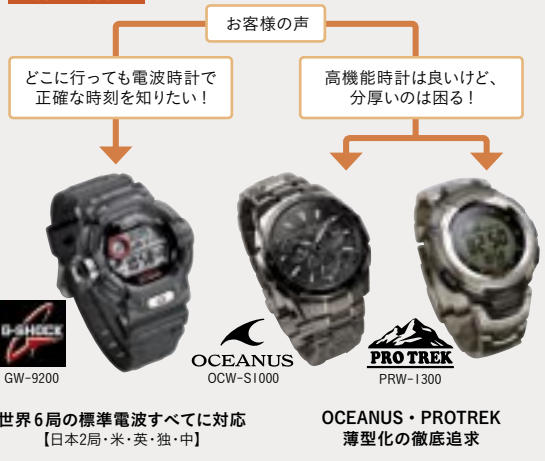 お客様の声
どこに行っても電波時計で
正確な時刻を知りたい！
高機能時計は良いけど、
分厚いのは困る！
G-SHOCK
GW-9200
OCEANUS
OCW-S1000
PRO TREK
PRW-1300
世界6局の標準電波すべてに対応
【日本2局・米・英・独・中】
OCEANUS・PROTREK
薄型化の徹底追求